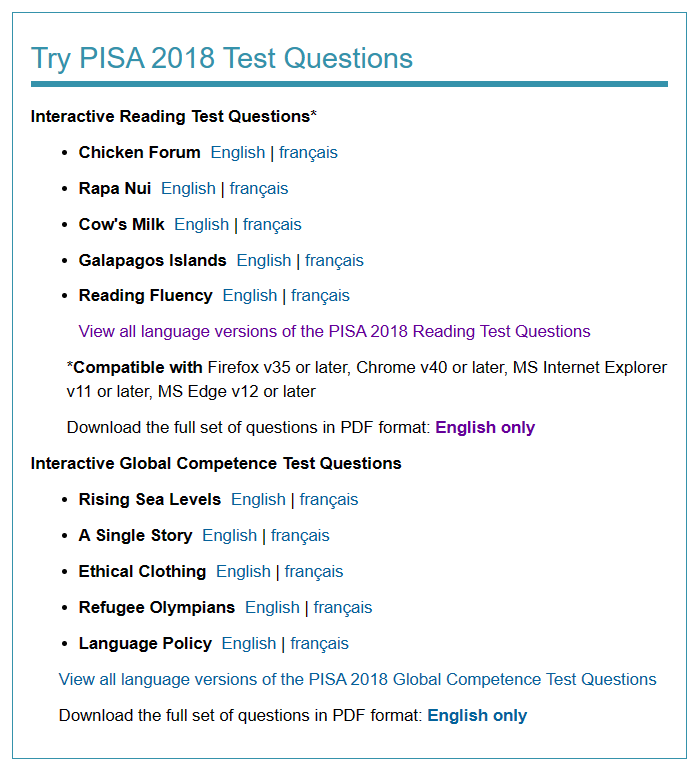 Try PISA 2018 Test Questions
Interactive Reading Test Questions*
• Chicken Forum English | français
• Rapa Nui English | français
• Cow's Milk English | français
• Galapagos Islands English | français
• Reading Fluency English | français
View all language versions of the PISA 2018 Reading Test Questions
*Compatible with Firefox v35 or later, Chrome v40 or later, MS Internet Explorer
v11 or later, MS Edge v12 or later
Download the full set of questions in PDF format: English only
Interactive Global Competence Test Questions
• Rising Sea Levels English | français
• A Single Story English | français
• Ethical Clothing English | français
• Refugee Olympians English | français
• Language Policy English | français
View all language versions of the PISA 2018 Global Competence Test Questions
Download the full set of questions in PDF format: English only